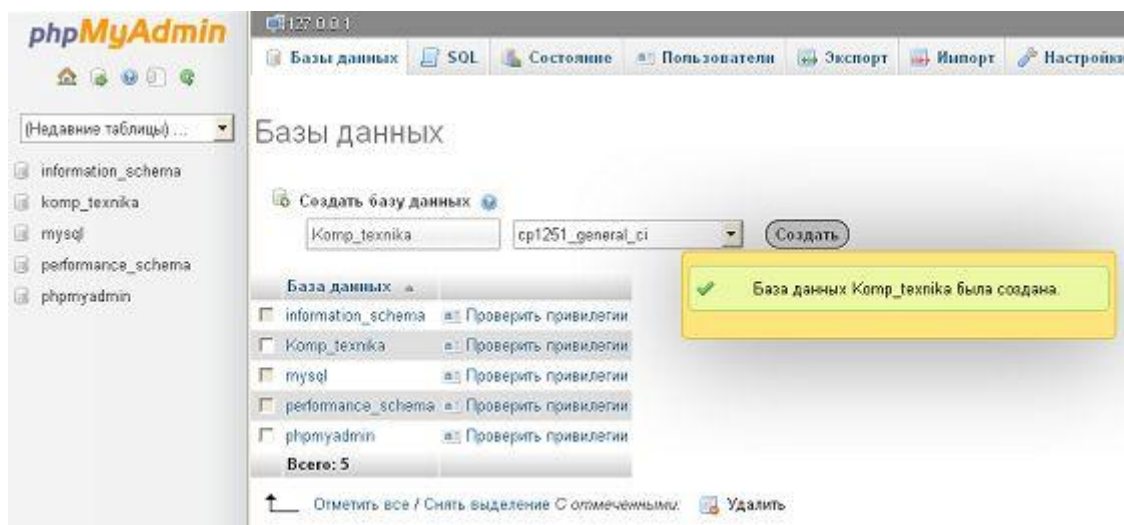 phpMyAdmin
127.0.0.1
Базы данных SQL Состояние Пользователи Экспорт Импорт Настройки
(Недавние таблицы) ...
information_schema
komp_texnika
mysql
performance_schema
phpmyadmin
Базы данных
Создать базу данных
Komp_texnika cp1251_general_ci Создать
База данных Komp_texnika была создана.
База данных
information_schema Проверить привилегии
Komp_texnika Проверить привилегии
mysql Проверить привилегии
performance_schema Проверить привилегии
phpmyadmin Проверить привилегии
Всего: 5
Отметить все / Снять выделение С отмеченными: Удалить